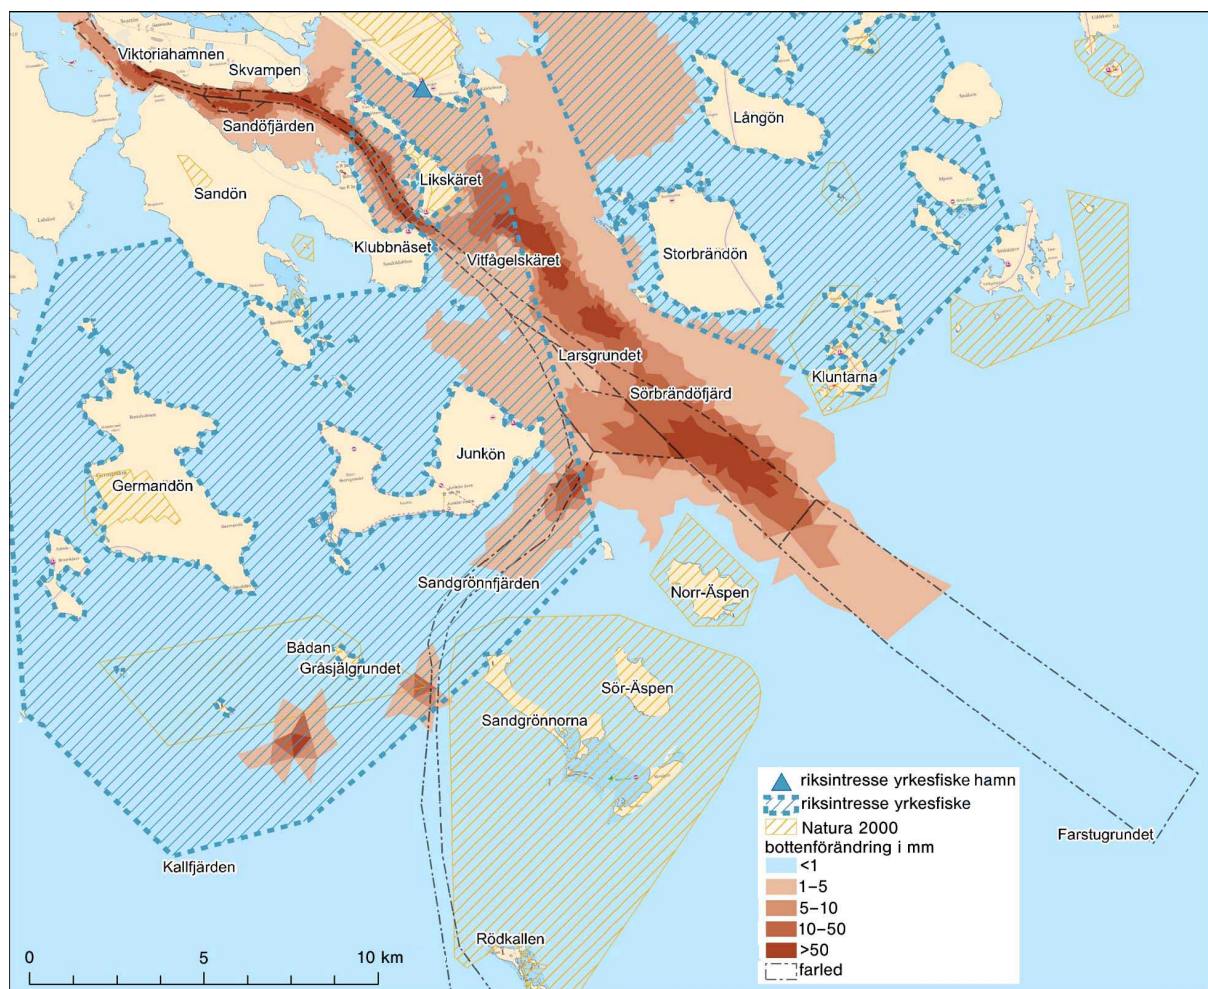 Viktoriahamnen
Skvampen
Sandöfjärden
Långön
Likskäret
Sandön
Klubbnäset
Storbrändön
Vitfågelskäret
Larsgrundet
Kluntarna
Sörbrändöfjärd
Junkön
Germandön
Sandgrönnfjärden
Norr-Äspen
Bådan
Gråsjälgrundet
Sör-Äspen
Sandgrönnorna
Farstugrundet
Kallfjärden
Rödkallen
riksintresse yrkesfiske hamn
riksintresse yrkesfiske
Natura 2000
bottenförändring i mm
<1
1–5
5–10
10–50
>50
farled
0 5 10 km